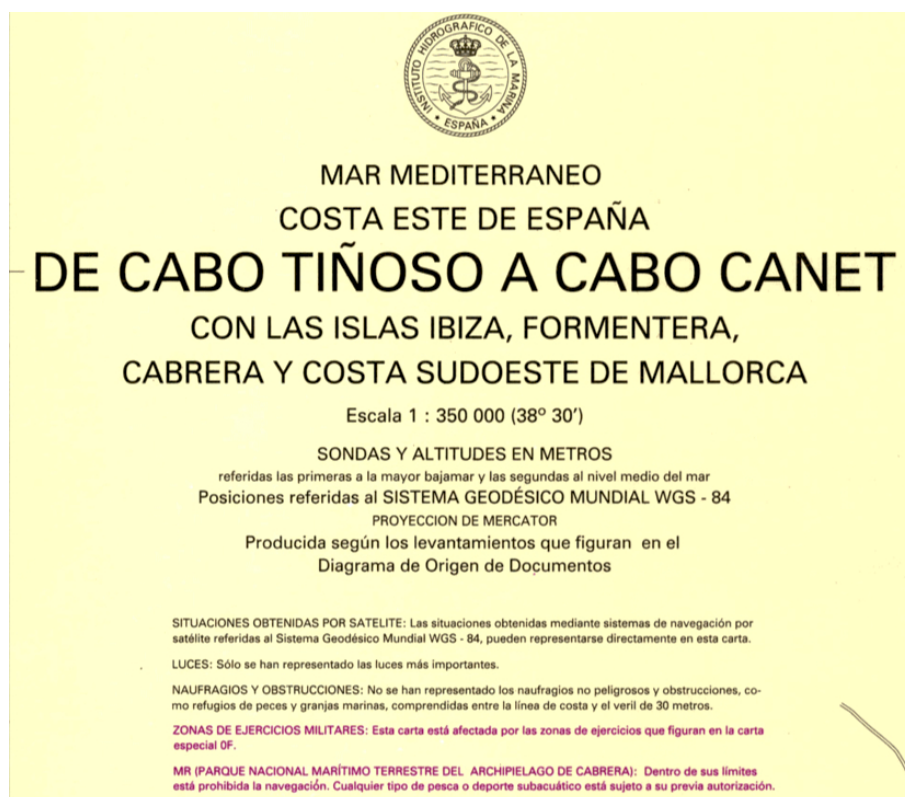 INSTITUTO HIDROGRAFICO DE LA MARINA
• ESPAÑA •
MAR MEDITERRANEO
COSTA ESTE DE ESPAÑA
DE CABO TIÑOSO A CABO CANET
CON LAS ISLAS IBIZA, FORMENTERA,
CABRERA Y COSTA SUDOESTE DE MALLORCA
Escala 1 : 350 000 (38º 30′)
SONDAS Y ALTITUDES EN METROS
referidas las primeras a la mayor bajamar y las segundas al nivel medio del mar
Posiciones referidas al SISTEMA GEODÉSICO MUNDIAL WGS - 84
PROYECCION DE MERCATOR
Producida según los levantamientos que figuran en el
Diagrama de Origen de Documentos
SITUACIONES OBTENIDAS POR SATELITE: Las situaciones obtenidas mediante sistemas de navegación por
satélite referidas al Sistema Geodésico Mundial WGS - 84, pueden representarse directamente en esta carta.
LUCES: Sólo se han representado las luces más importantes.
NAUFRAGIOS Y OBSTRUCCIONES: No se han representado los naufragios no peligrosos y obstrucciones, co-
mo refugios de peces y granjas marinas, comprendidas entre la línea de costa y el veril de 30 metros.
ZONAS DE EJERCICIOS MILITARES: Esta carta está afectada por las zonas de ejercicios que figuran en la carta
especial 0F.
MR (PARQUE NACIONAL MARÍTIMO TERRESTRE DEL ARCHIPIELAGO DE CABRERA): Dentro de sus límites
está prohibida la navegación. Cualquier tipo de pesca o deporte subacuático está sujeto a su previa autorización.